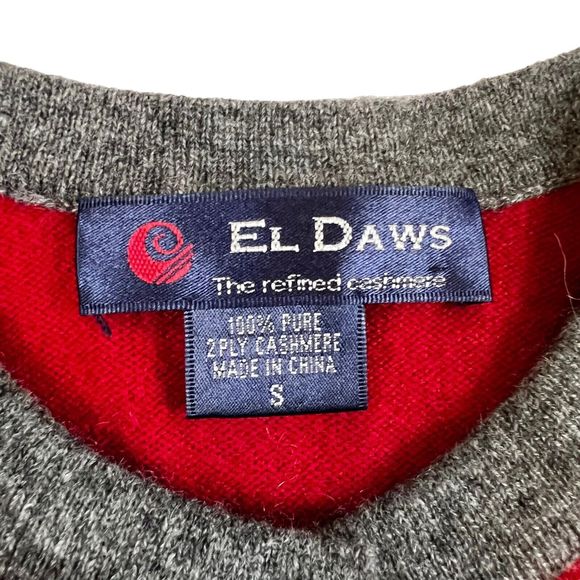 EL DAWS
The refined cashmere
100% PURE
2PLY CASHMERE
MADE IN CHINA
S